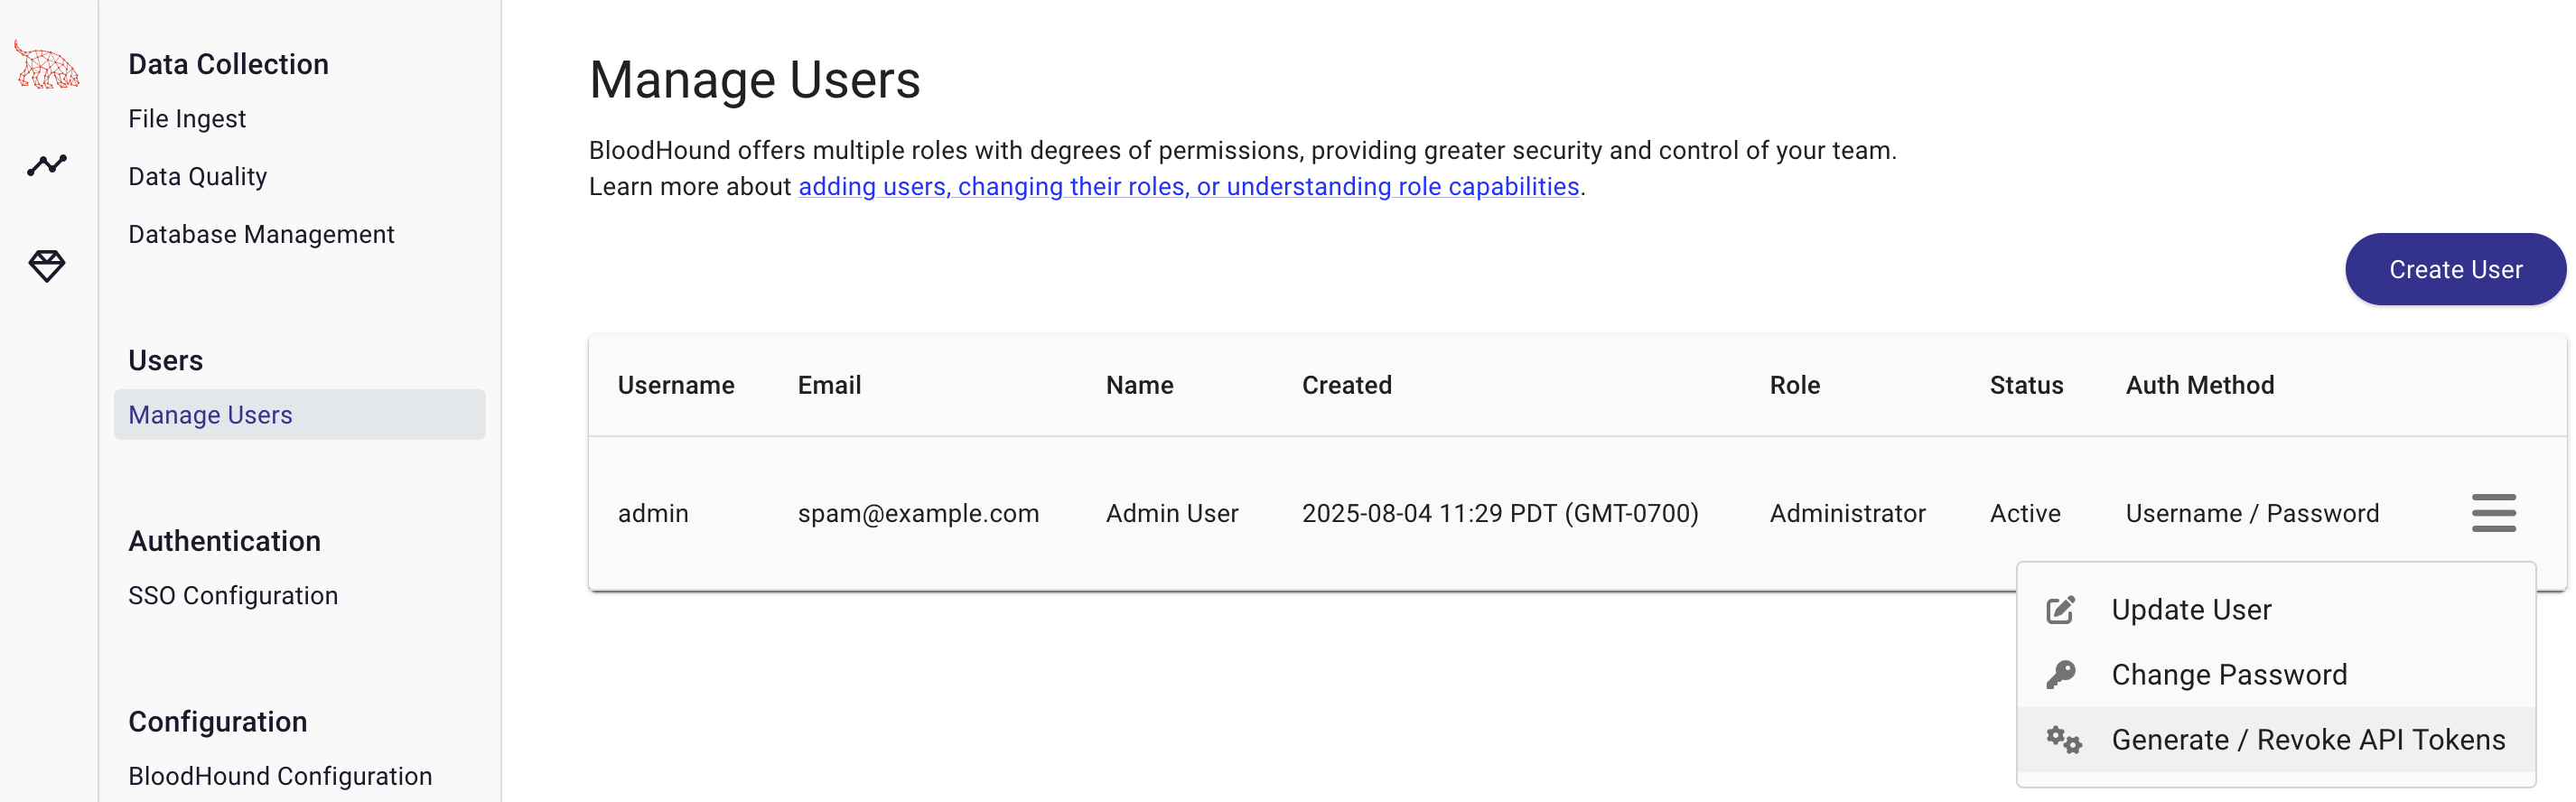 Data Collection
File Ingest
Data Quality
Database Management
Users
Manage Users
Authentication
SSO Configuration
Configuration
BloodHound Configuration
Manage Users
BloodHound offers multiple roles with degrees of permissions, providing greater security and control of your team.
Learn more about adding users, changing their roles, or understanding role capabilities.
Create User
Username Email Name Created Role Status Auth Method
admin spam@example.com Admin User 2025-08-04 11:29 PDT (GMT-0700) Administrator Active Username / Password
Update User
Change Password
Generate / Revoke API Tokens